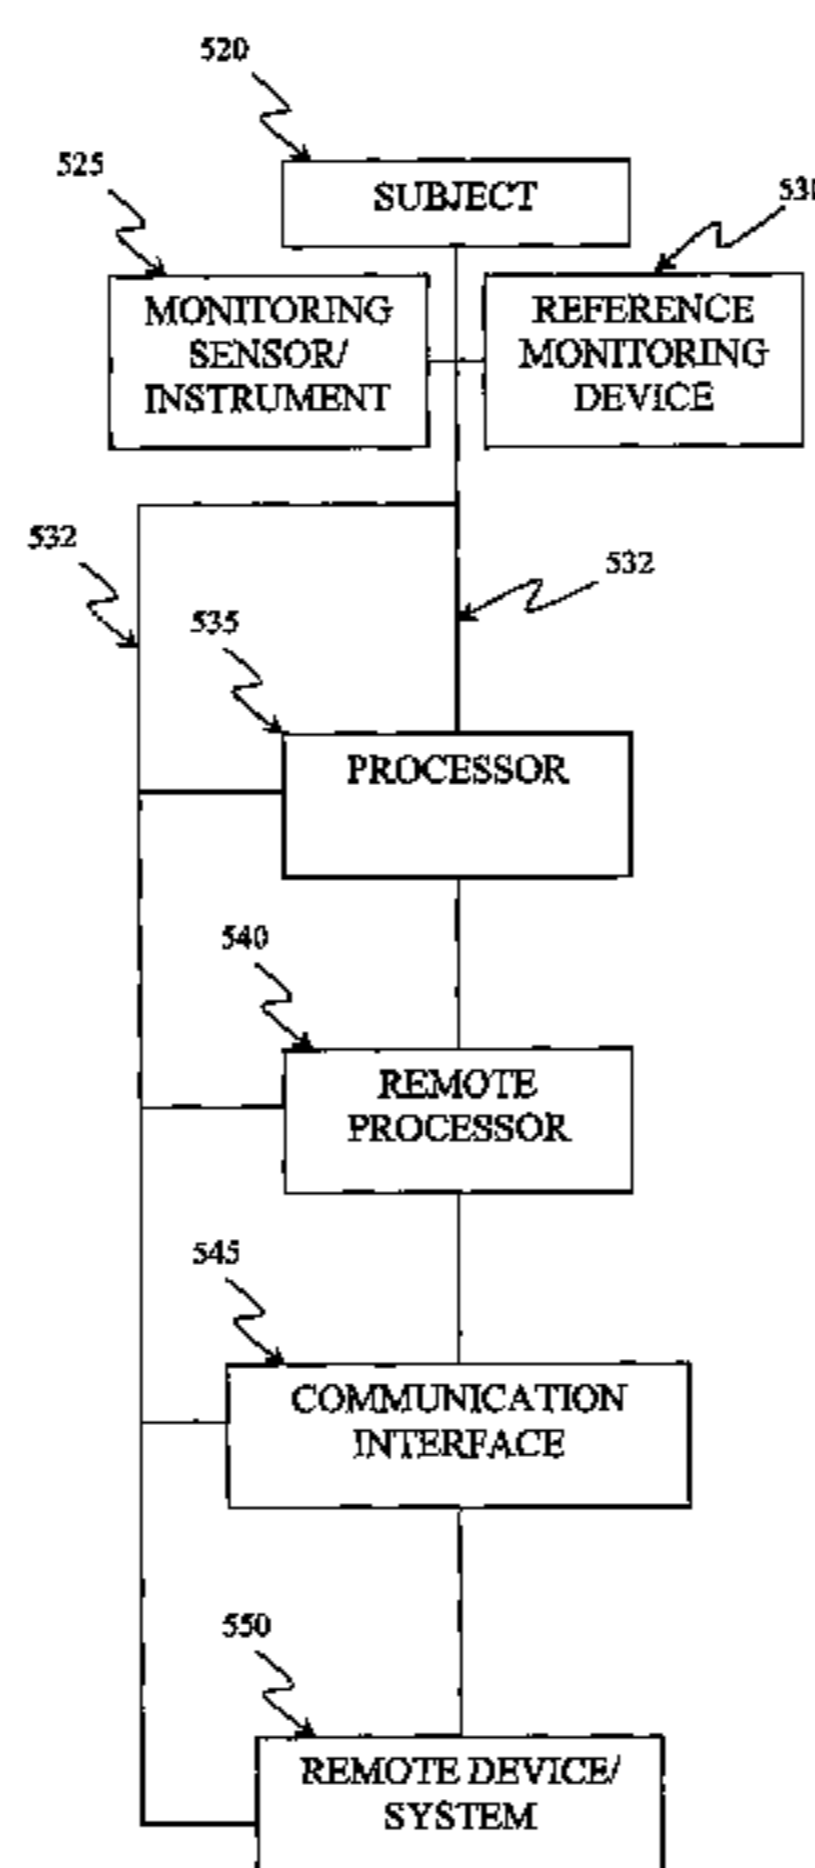 520
525
SUBJECT
MONITORING
SENSOR/
INSTRUMENT
REFERENCE
MONITORING
DEVICE
532
532
535
PROCESSOR
540
REMOTE
PROCESSOR
545
COMMUNICATION
INTERFACE
550
REMOTE DEVICE/
SYSTEM